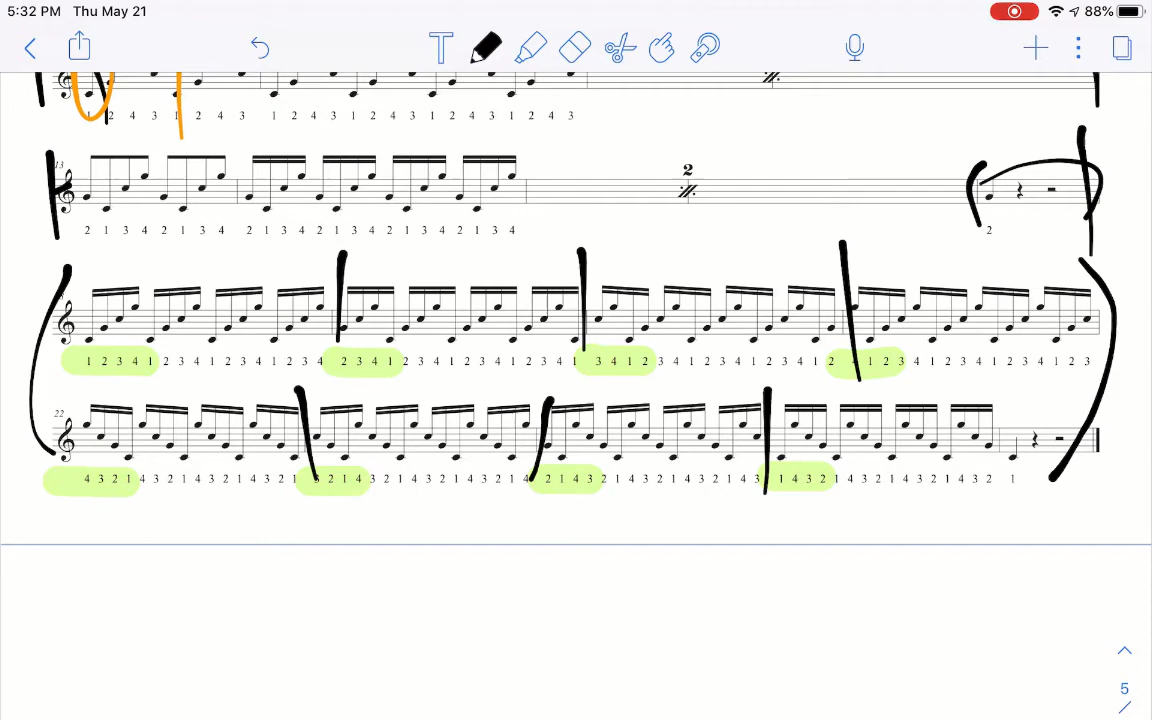 5:32 PM Thu May 21 88%
1 2 4 3 1 2 4 3 1 2 4 3 1 2 4 3 1 2 4 3 1 2 4 3
13 2
2 1 3 4 2 1 3 4 2 1 3 4 2 1 3 4 2 1 3 4 2 1 3 4 2
1 2 3 4 1 2 3 4 1 2 3 4 1 2 3 4 2 3 4 1 2 3 4 1 2 3 4 1 2 3 4 1 3 4 1 2 3 4 1 2 3 4 1 2 3 4 1 2 4 1 2 3 4 1 2 3 4 1 2 3 4 1 2 3
22
4 3 2 1 4 3 2 1 4 3 2 1 4 3 2 1 3 2 1 4 3 2 1 4 3 2 1 4 3 2 1 4 2 1 4 3 2 1 4 3 2 1 4 3 2 1 4 3 1 4 3 2 1 4 3 2 1 4 3 2 1 4 3 2 1
5